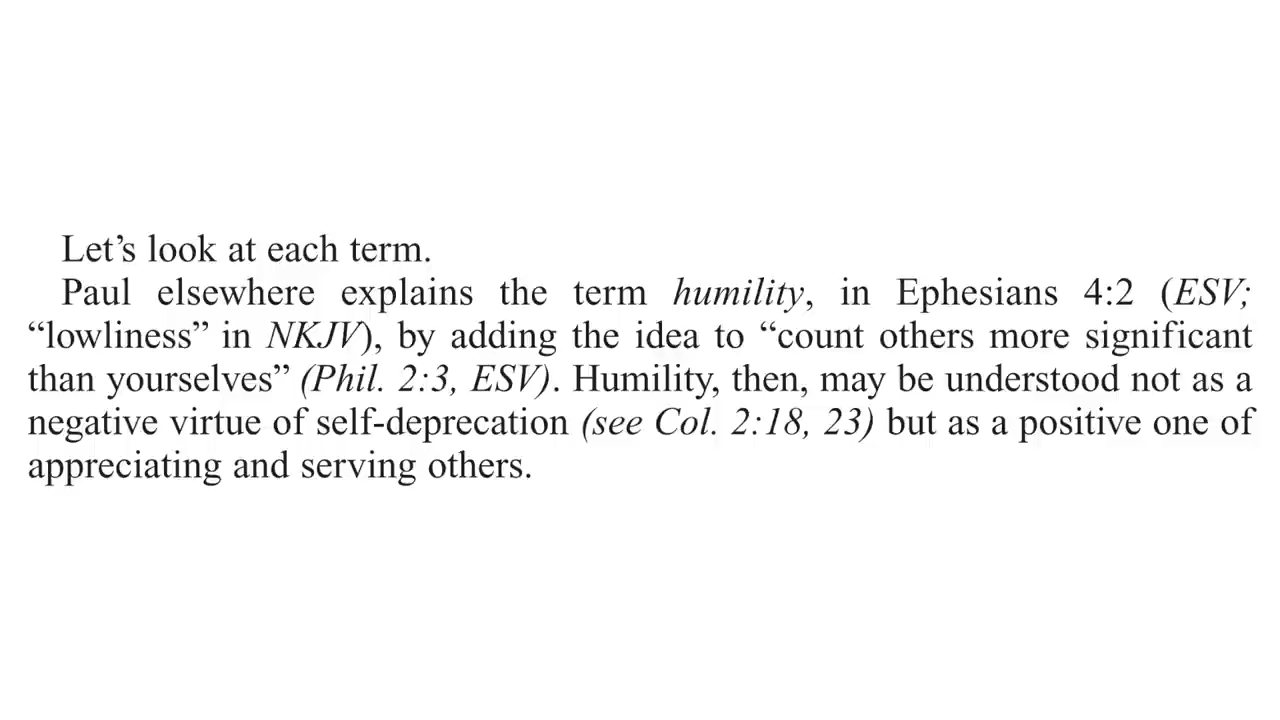 Let’s look at each term.
Paul elsewhere explains the term humility, in Ephesians 4:2 (ESV;
“lowliness” in NKJV), by adding the idea to “count others more significant
than yourselves” (Phil. 2:3, ESV). Humility, then, may be understood not as a
negative virtue of self-deprecation (see Col. 2:18, 23) but as a positive one of
appreciating and serving others.